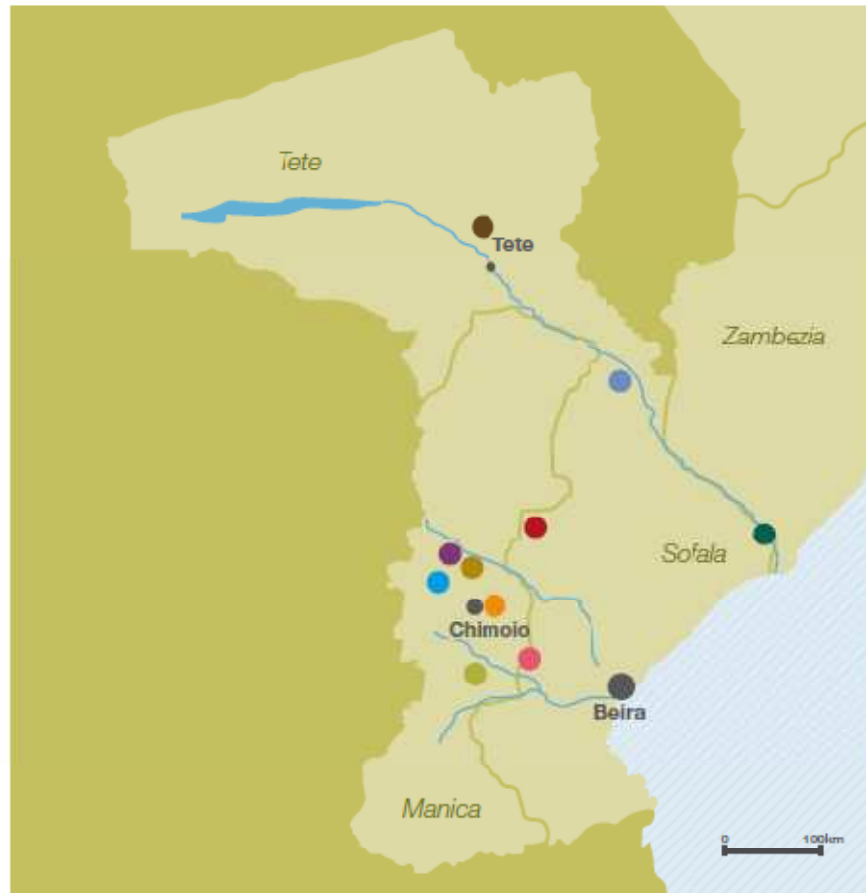 Tete
Tete
Zambezia
Sofala
Chimoio
Beira
Manica
0 100km